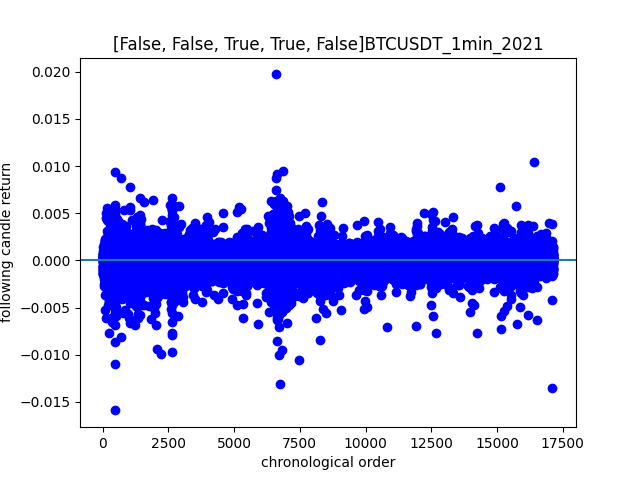 [False, False, True, True, False]BTCUSDT_1min_2021
following candle return
0.020
0.015
0.010
0.005
0.000
−0.005
−0.010
−0.015
0 2500 5000 7500 10000 12500 15000 17500
chronological order